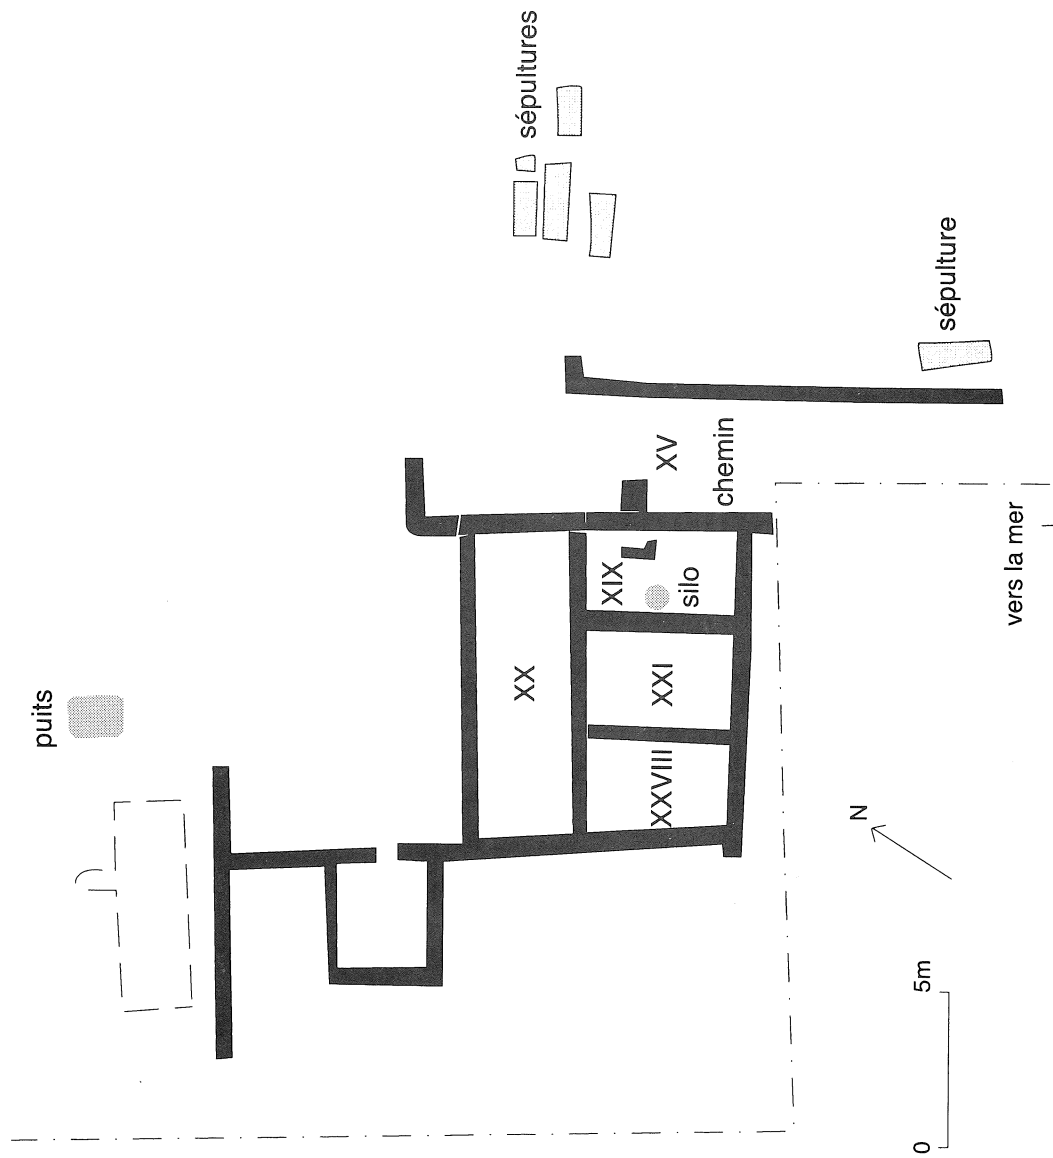 sépultures
puits
sépulture
XV
chemin
XX
XIX
silo
XXI
XXVIII
vers la mer
N
0
5m